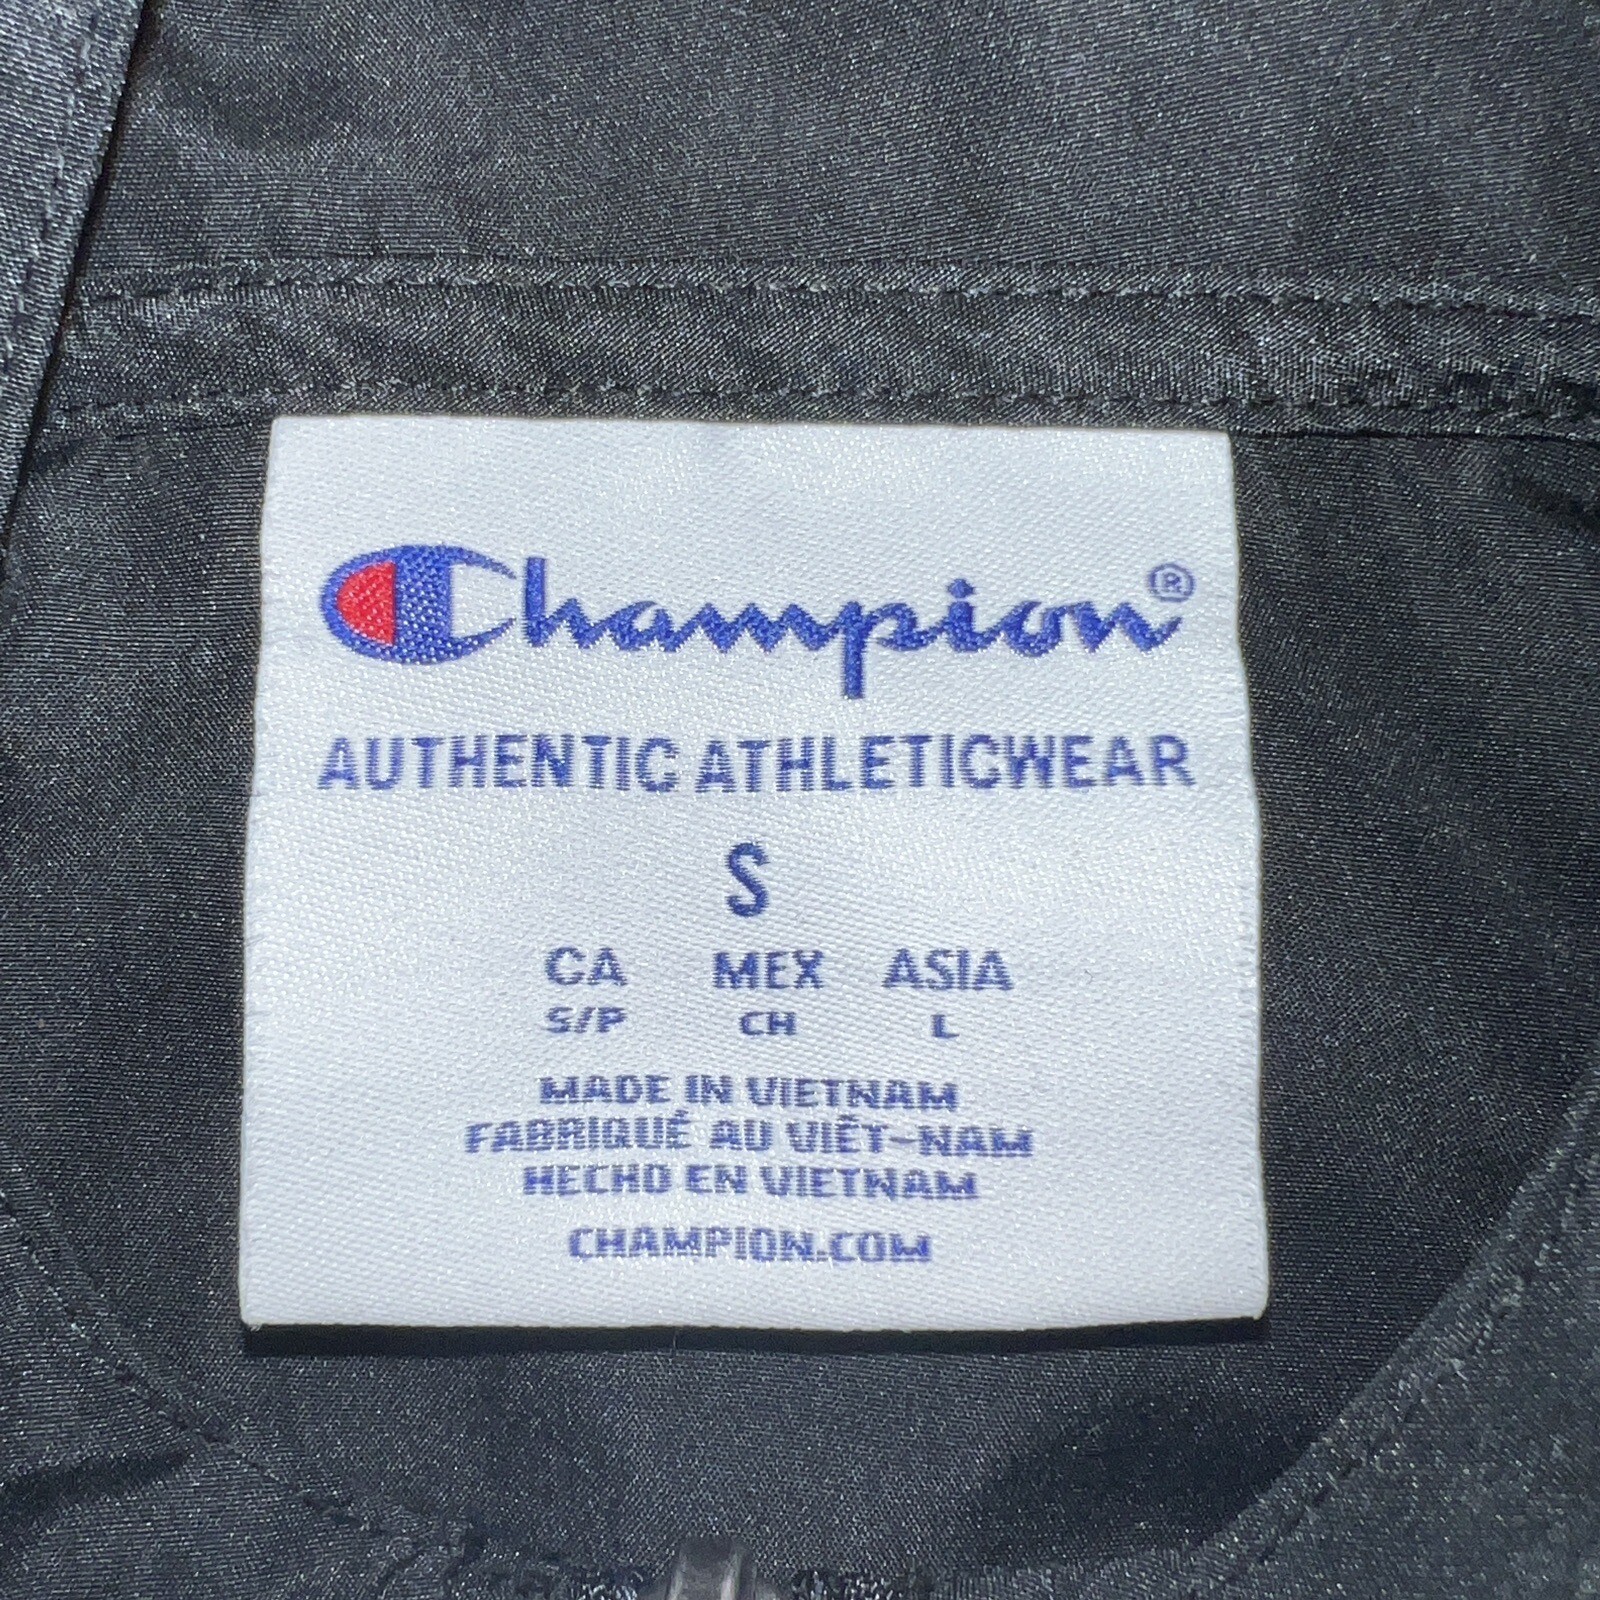 Champion®
AUTHENTIC ATHLETICWEAR
S
CA MEX ASIA
S/P CH L
MADE IN VIETNAM
FABRIQUÉ AU VIÊT-NAM
HECHO EN VIETNAM
CHAMPION.COM